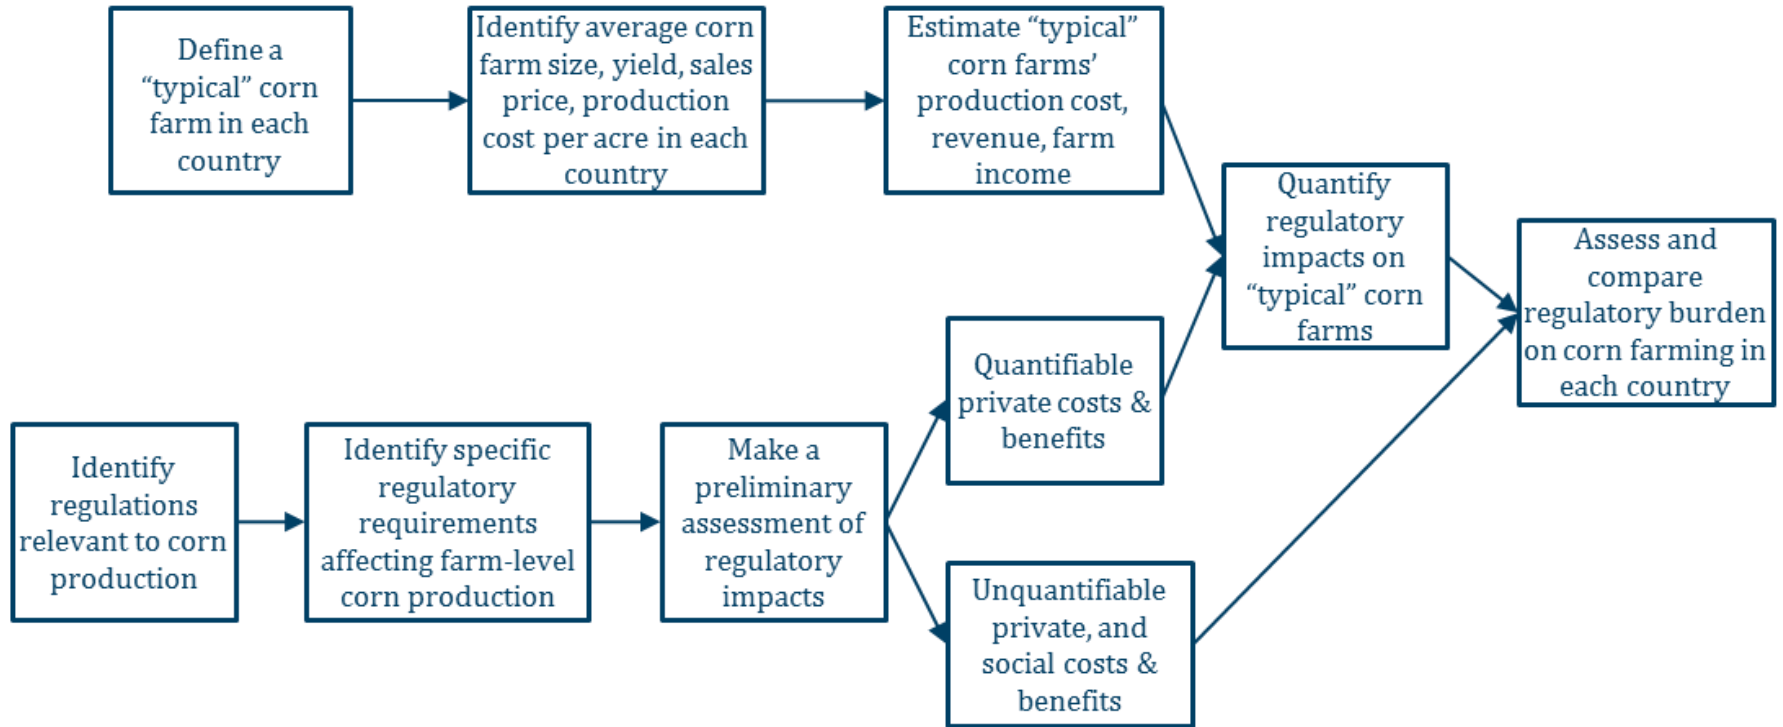 Define a
“typical” corn
farm in each
country
Identify average corn
farm size, yield, sales
price, production
cost per acre in each
country
Estimate “typical”
corn farms’
production cost,
revenue, farm
income
Quantify
regulatory
impacts on
“typical” corn
farms
Assess and
compare
regulatory burden
on corn farming in
each country
Identify
regulations
relevant to corn
production
Identify specific
regulatory
requirements
affecting farm-level
corn production
Make a
preliminary
assessment of
regulatory
impacts
Quantifiable
private costs &
benefits
Unquantifiable
private, and
social costs &
benefits